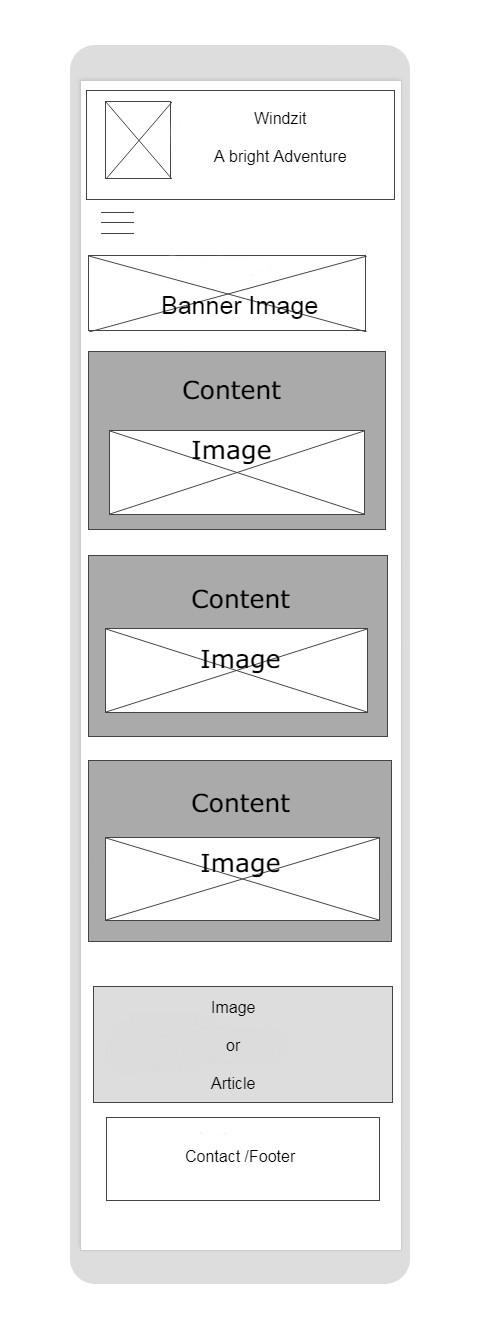 Windzit
A bright Adventure
Banner Image
Content
Image
Content
Image
Content
Image
Image
or
Article
Contact /Footer